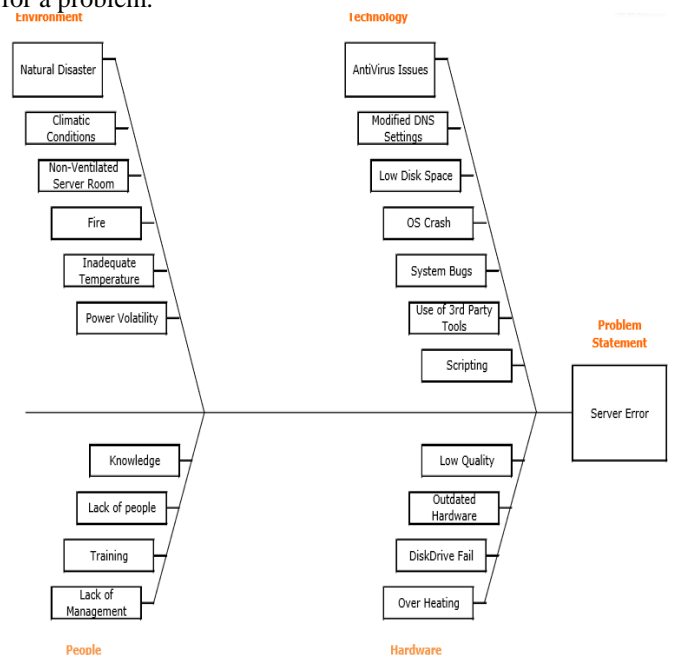 for a problem.
Environment
Technology
Natural Disaster
Climatic
Conditions
Non-Ventilated
Server Room
Fire
Inadequate
Temperature
Power Volatility
AntiVirus Issues
Modified DNS
Settings
Low Disk Space
OS Crash
System Bugs
Use of 3rd Party
Tools
Scripting
Problem
Statement
Server Error
Knowledge
Lack of people
Training
Lack of
Management
Low Quality
Outdated
Hardware
DiskDrive Fail
Over Heating
People
Hardware